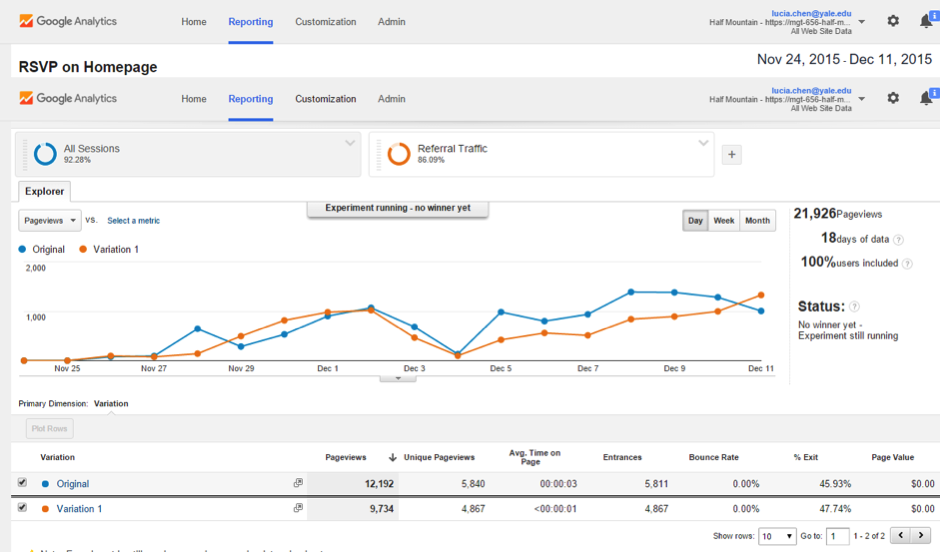 Google Analytics Home Reporting Customization Admin
lucia.chen@yale.edu
Half Mountain - https://mgt-656-half-m...
All Web Site Data
RSVP on Homepage
Nov 24, 2015 - Dec 11, 2015
Google Analytics Home Reporting Customization Admin
lucia.chen@yale.edu
Half Mountain - https://mgt-656-half-m...
All Web Site Data
All Sessions
92.28%
Referral Traffic
86.09%
+
Explorer
Experiment running - no winner yet
Pageviews VS. Select a metric
Day Week Month
21,926 Pageviews
18 days of data ?
100% users included ?
Status: ?
No winner yet -
Experiment still running
Original Variation 1
2,000
1,000
Nov 25 Nov 27 Nov 29 Dec 1 Dec 3 Dec 5 Dec 7 Dec 9 Dec 11
Primary Dimension: Variation
Plot Rows
Variation Pageviews Unique Pageviews Avg. Time on Page Entrances Bounce Rate % Exit Page Value
Original 12,192 5,840 00:00:03 5,811 0.00% 45.93% $0.00
Variation 1 9,734 4,867 <00:00:01 4,867 0.00% 47.74% $0.00
Show rows: 10 Go to: 1 1 - 2 of 2